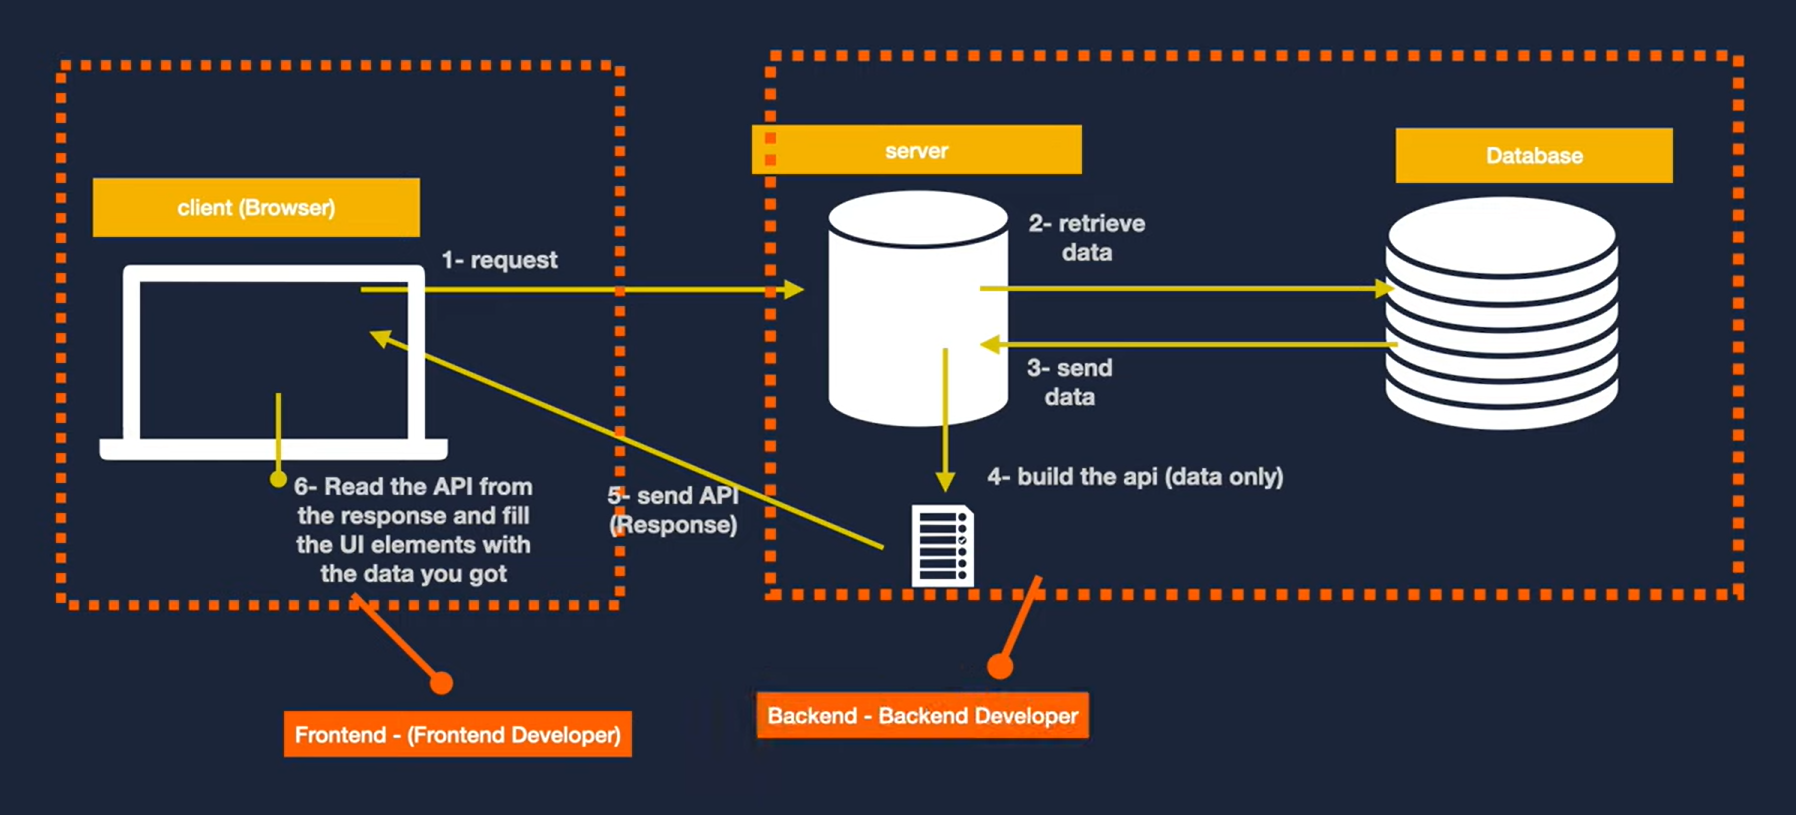 server
Database
client (Browser)
1- request
2- retrieve
data
3- send
data
4- build the api (data only)
5- send API
(Response)
6- Read the API from
the response and fill
the UI elements with
the data you got
Frontend - (Frontend Developer)
Backend - Backend Developer